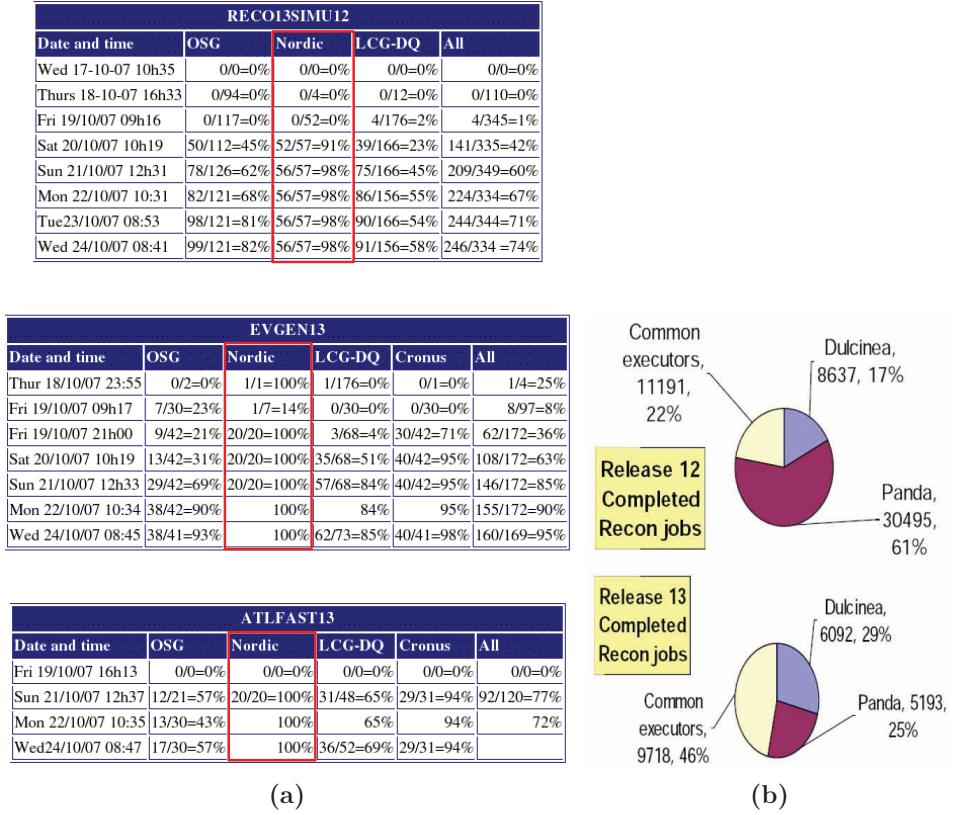 RECO13SIMU12
Date and time OSG Nordic LCG-DQ All
Wed 17-10-07 10h35 0/0=0% 0/0=0% 0/0=0% 0/0=0%
Thurs 18-10-07 16h33 0/94=0% 0/4=0% 0/12=0% 0/110=0%
Fri 19/10/07 09h16 0/117=0% 0/52=0% 4/176=2% 4/345=1%
Sat 20/10/07 10h19 50/112=45% 52/57=91% 39/166=23% 141/335=42%
Sun 21/10/07 12h31 78/126=62% 56/57=98% 75/166=45% 209/349=60%
Mon 22/10/07 10:31 82/121=68% 56/57=98% 86/156=55% 224/334=67%
Tue23/10/07 08:53 98/121=81% 56/57=98% 90/166=54% 244/344=71%
Wed 24/10/07 08:41 99/121=82% 56/57=98% 91/156=58% 246/334 =74%
EVGEN13
Date and time OSG Nordic LCG-DQ Cronus All
Thur 18/10/07 23:55 0/2=0% 1/1=100% 1/176=0% 0/1=0% 1/4=25%
Fri 19/10/07 09h17 7/30=23% 1/7=14% 0/30=0% 0/30=0% 8/97=8%
Fri 19/10/07 21h00 9/42=21% 20/20=100% 3/68=4% 30/42=71% 62/172=36%
Sat 20/10/07 10h19 13/42=31% 20/20=100% 35/68=51% 40/42=95% 108/172=63%
Sun 21/10/07 12h33 29/42=69% 20/20=100% 57/68=84% 40/42=95% 146/172=85%
Mon 22/10/07 10:34 38/42=90% 100% 84% 95% 155/172=90%
Wed 24/10/07 08:45 38/41=93% 100% 62/73=85% 40/41=98% 160/169=95%
ATLFAST13
Date and time OSG Nordic LCG-DQ Cronus All
Fri 19/10/07 16h13 0/0=0% 0/0=0% 0/0=0% 0/0=0% 0/0=0%
Sun 21/10/07 12h37 12/21=57% 20/20=100% 31/48=65% 29/31=94% 92/120=77%
Mon 22/10/07 10:35 13/30=43% 100% 65% 94% 72%
Wed24/10/07 08:47 17/30=57% 100% 36/52=69% 29/31=94%
(a)
Common
executors,
11191,
22%
Dulcinea,
8637, 17%
Release 12
Completed
Recon jobs
Panda,
30495,
61%
Release 13
Completed
Recon jobs
Dulcinea,
6092, 29%
Common
executors,
9718, 46%
Panda, 5193,
25%
(b)